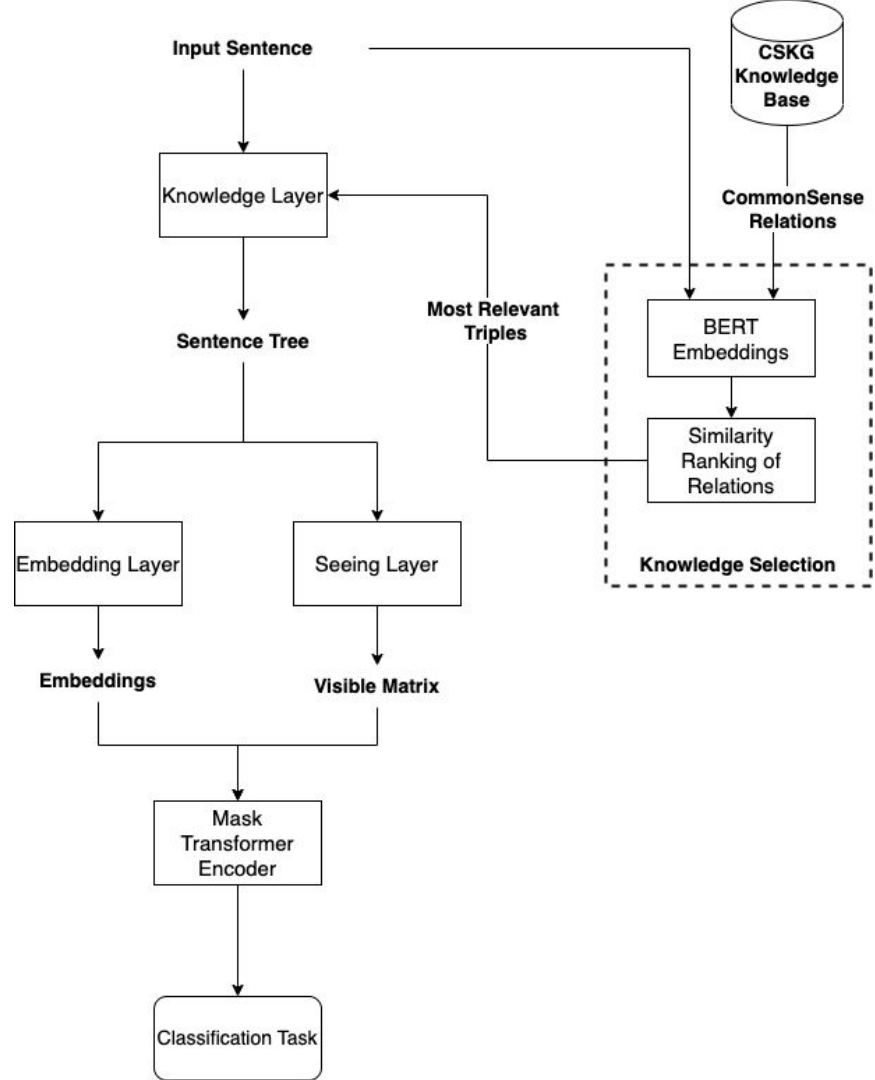 Input Sentence
CSKG
Knowledge
Base
Knowledge Layer
CommonSense
Relations
Most Relevant
Triples
BERT
Embeddings
Sentence Tree
Similarity
Ranking of
Relations
Embedding Layer
Seeing Layer
Knowledge Selection
Embeddings
Visible Matrix
Mask
Transformer
Encoder
Classification Task